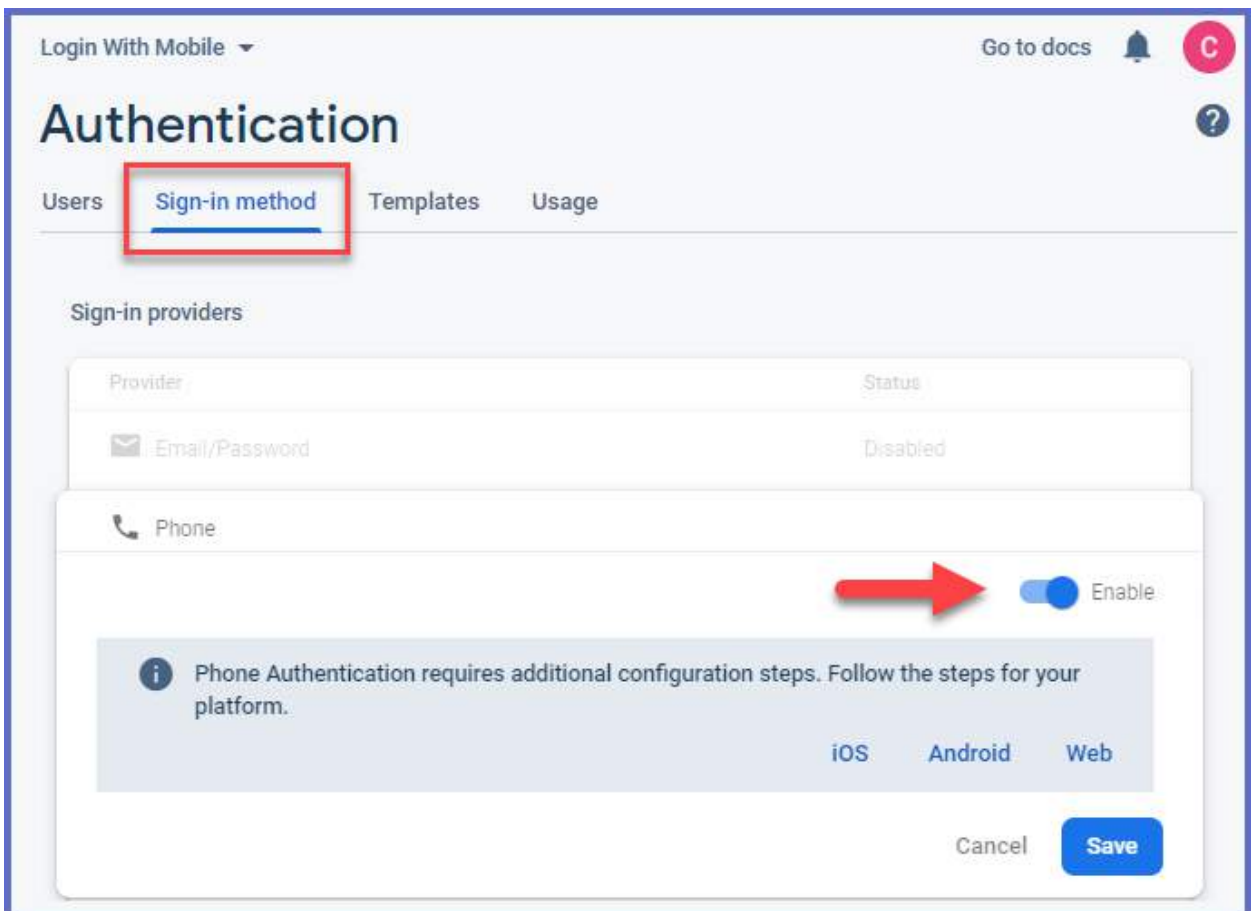 Login With Mobile
Go to docs
C
Authentication
?
Users
Sign-in method
Templates
Usage
Sign-in providers
Provider
Status
Email/Password
Disabled
Phone
Enable
i
Phone Authentication requires additional configuration steps. Follow the steps for your
platform.
iOS
Android
Web
Cancel
Save